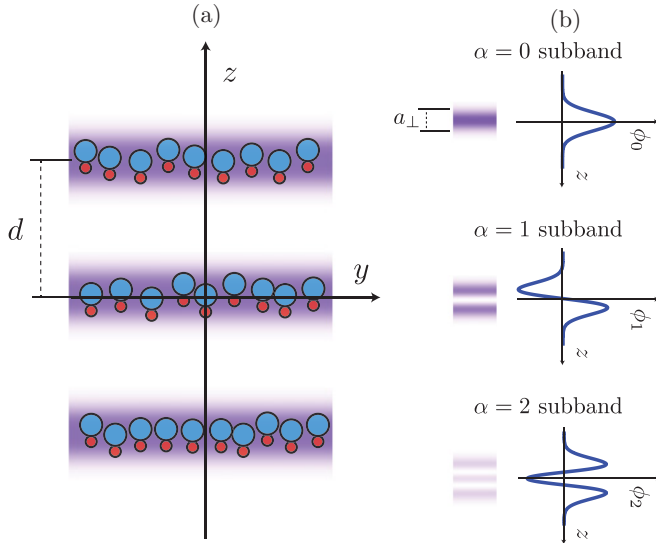 (a)
z
d
y
(b)
α = 0 subband
a⊥
ϕ0
z
α = 1 subband
ϕ1
z
α = 2 subband
ϕ2
z